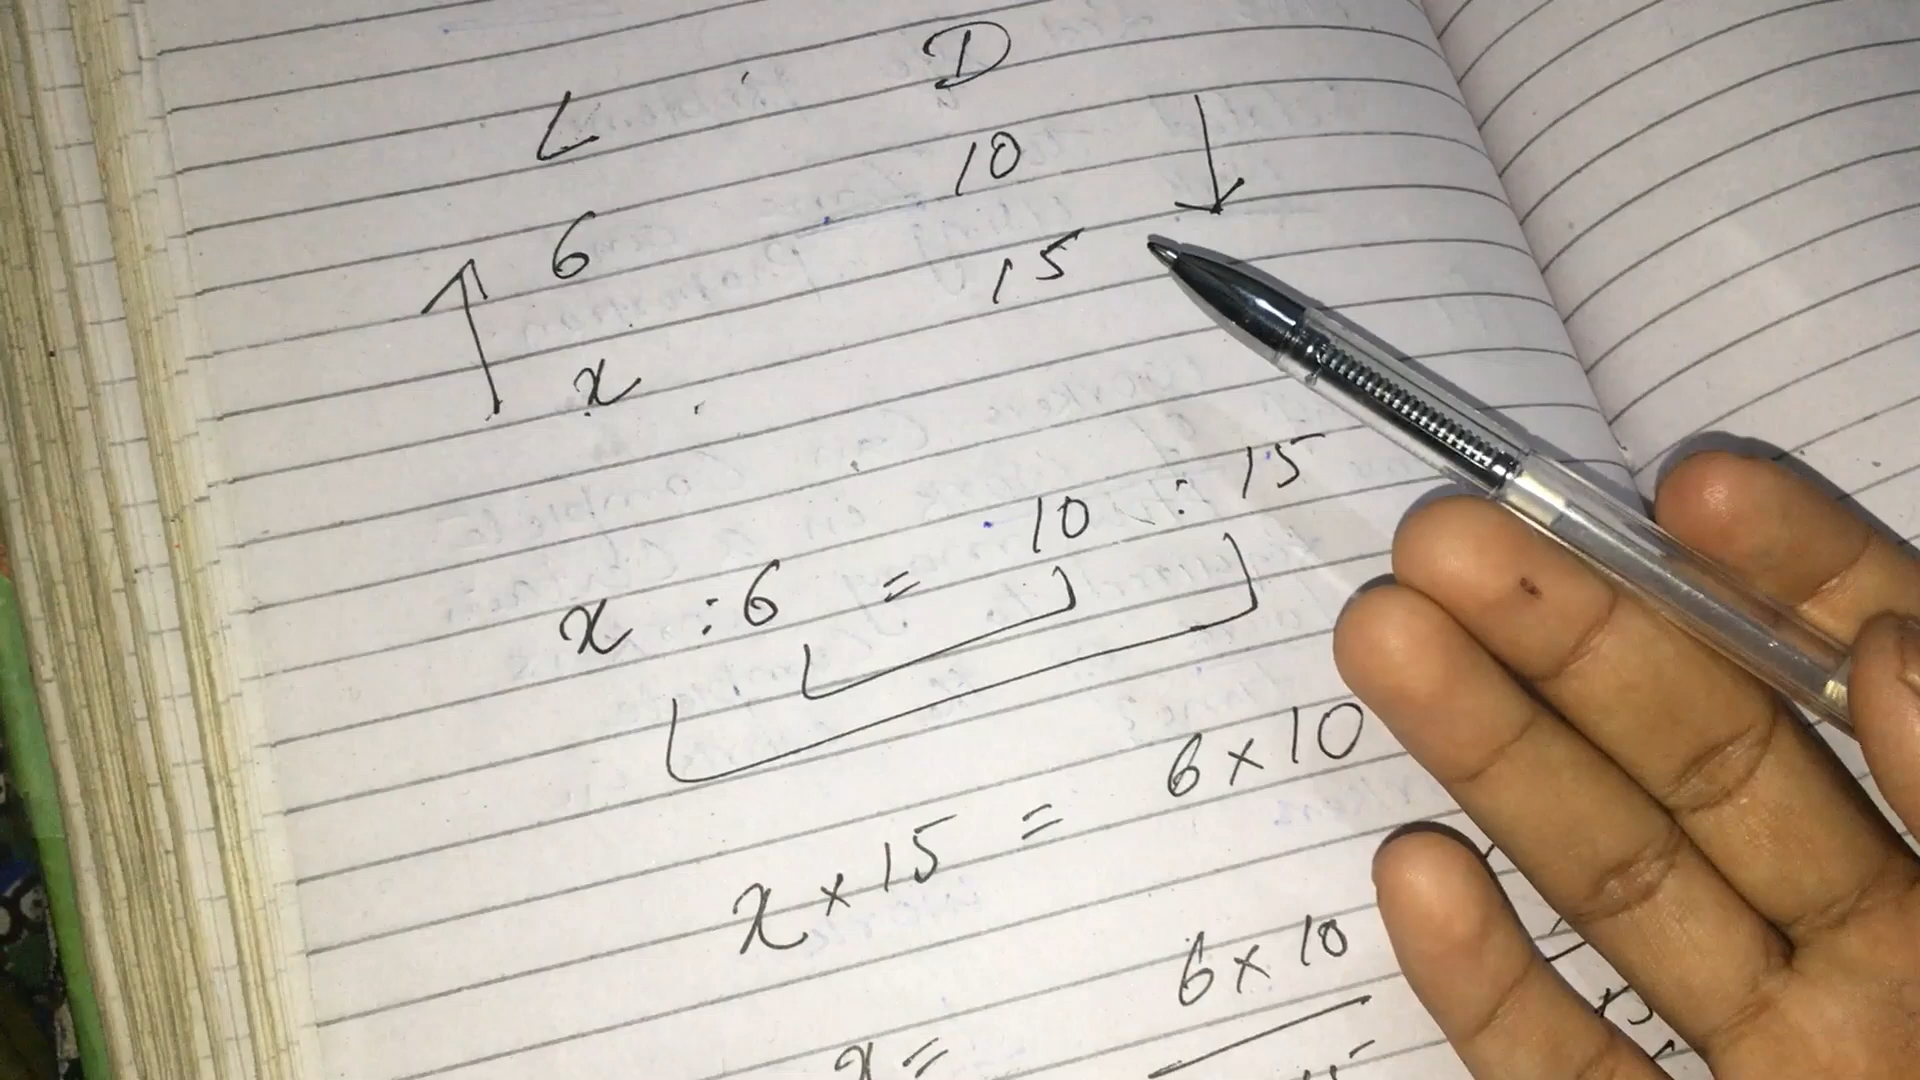 L D
6 10
x 15
x : 6 = 10 : 15
x × 15 = 6 × 10
x = 6 × 10